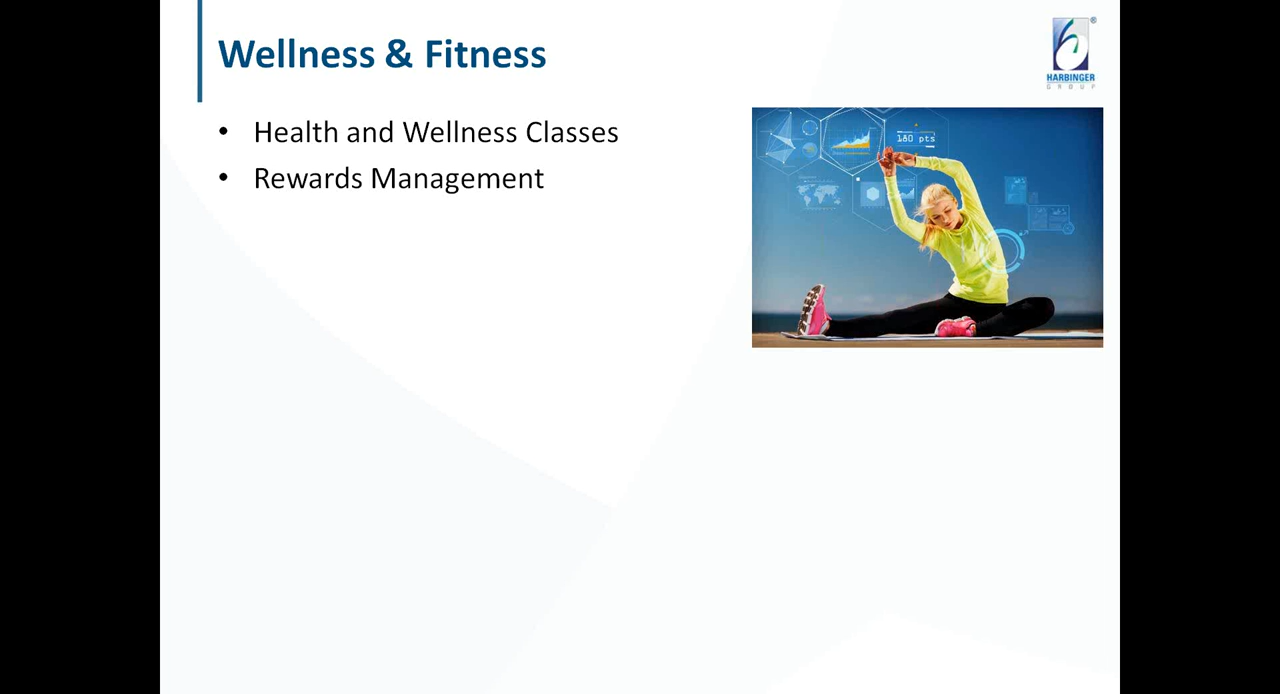 Wellness & Fitness
HARBINGER
GROUP
®
• Health and Wellness Classes
• Rewards Management
180 pts